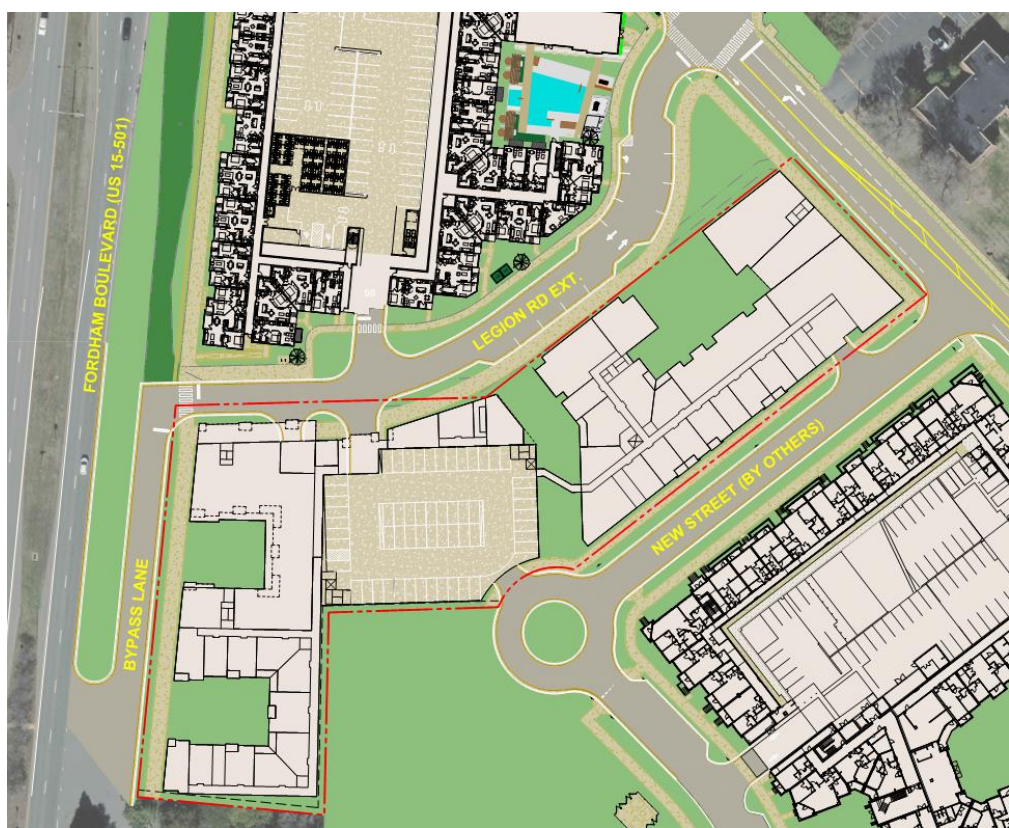 FORDHAM BOULEVARD (US 15-501)
LEGION RD EXT.
NEW STREET (BY OTHERS)
BYPASS LANE